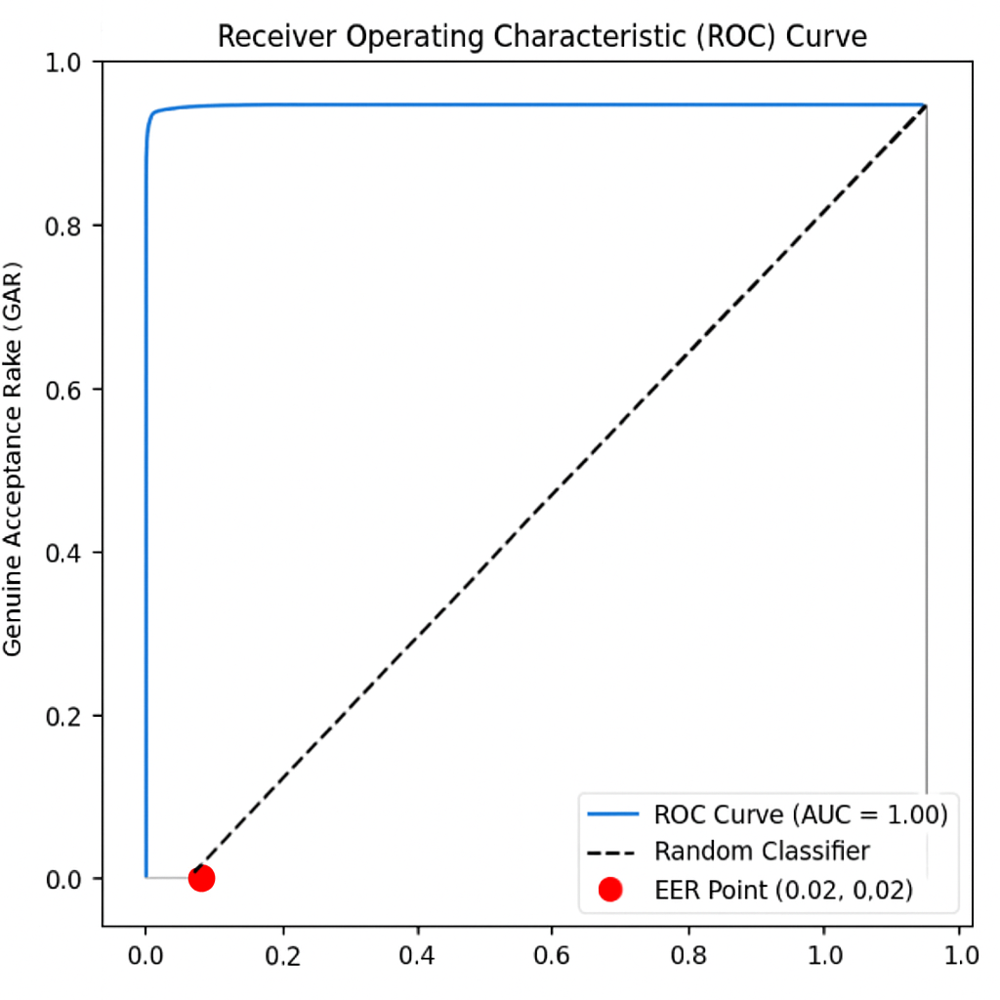 Receiver Operating Characteristic (ROC) Curve
1.0
0.8
0.6
0.4
0.2
0.0
Genuine Acceptance Rake (GAR)
ROC Curve (AUC = 1.00)
Random Classifier
EER Point (0.02, 0,02)
0.0 0.2 0.4 0.6 0.8 1.0 1.0